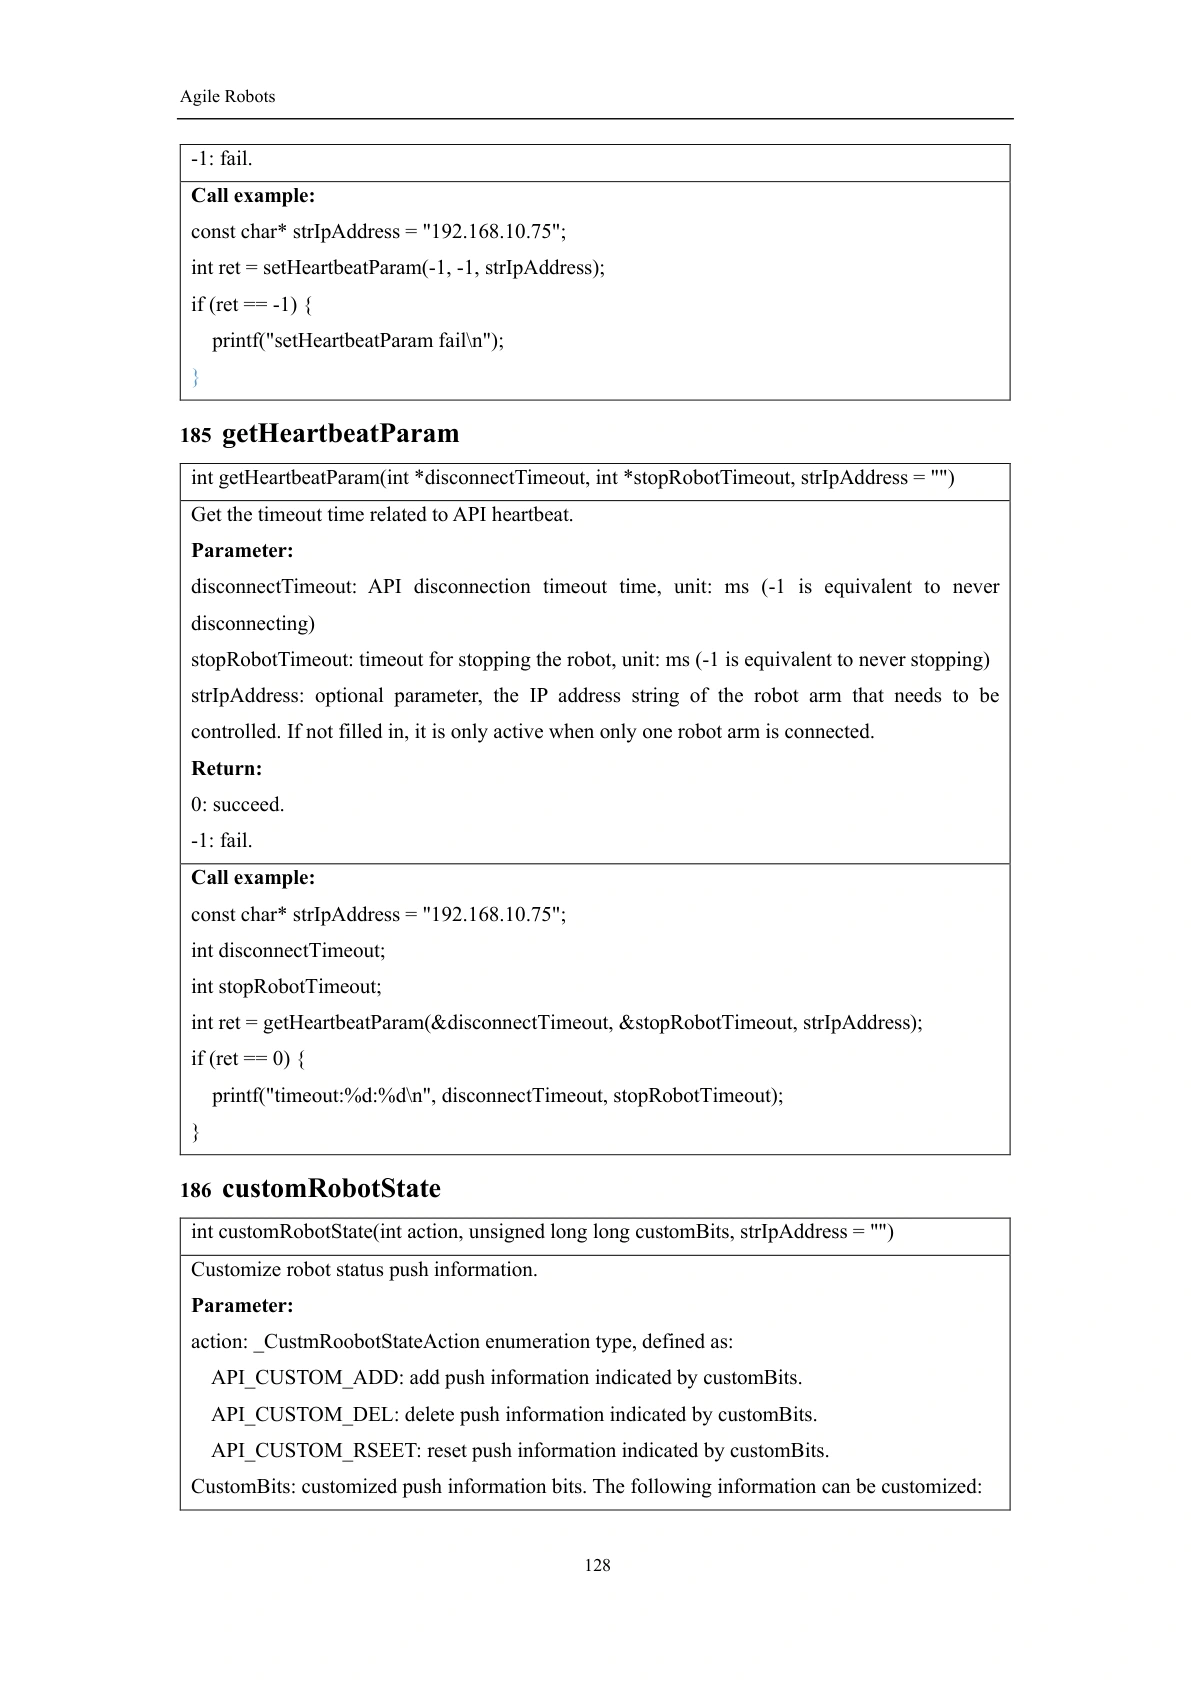 Agile Robots
-1: fail.
Call example:
const char* strIpAddress = "192.168.10.75";
int ret = setHeartbeatParam(-1, -1, strIpAddress);
if (ret == -1) {
printf("setHeartbeatParam fail\n");
}
185 getHeartbeatParam
int getHeartbeatParam(int *disconnectTimeout, int *stopRobotTimeout, strIpAddress = "")
Get the timeout time related to API heartbeat.
Parameter:
disconnectTimeout: API disconnection timeout time, unit: ms (-1 is equivalent to never
disconnecting)
stopRobotTimeout: timeout for stopping the robot, unit: ms (-1 is equivalent to never stopping)
strIpAddress: optional parameter, the IP address string of the robot arm that needs to be
controlled. If not filled in, it is only active when only one robot arm is connected.
Return:
0: succeed.
-1: fail.
Call example:
const char* strIpAddress = "192.168.10.75";
int disconnectTimeout;
int stopRobotTimeout;
int ret = getHeartbeatParam(&disconnectTimeout, &stopRobotTimeout, strIpAddress);
if (ret == 0) {
printf("timeout:%d:%d\n", disconnectTimeout, stopRobotTimeout);
}
186 customRobotState
int customRobotState(int action, unsigned long long customBits, strIpAddress = "")
Customize robot status push information.
Parameter:
action: _CustmRoobotStateAction enumeration type, defined as:
API_CUSTOM_ADD: add push information indicated by customBits.
API_CUSTOM_DEL: delete push information indicated by customBits.
API_CUSTOM_RSEET: reset push information indicated by customBits.
CustomBits: customized push information bits. The following information can be customized:
128